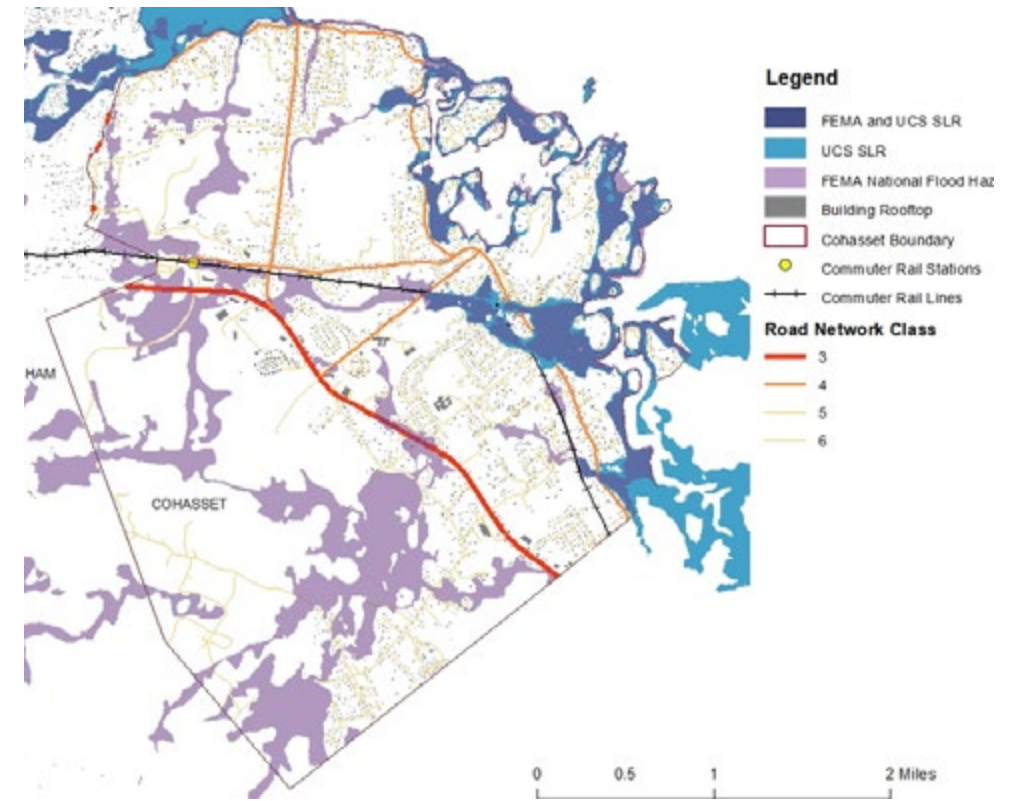 Legend
FEMA and UCS SLR
UCS SLR
FEMA National Flood Haz
Building Rooftop
Cohasset Boundary
Commuter Rail Stations
Commuter Rail Lines
Road Network Class
3
4
5
6
HAM
COHASSET
0 0.5 1 2 Miles